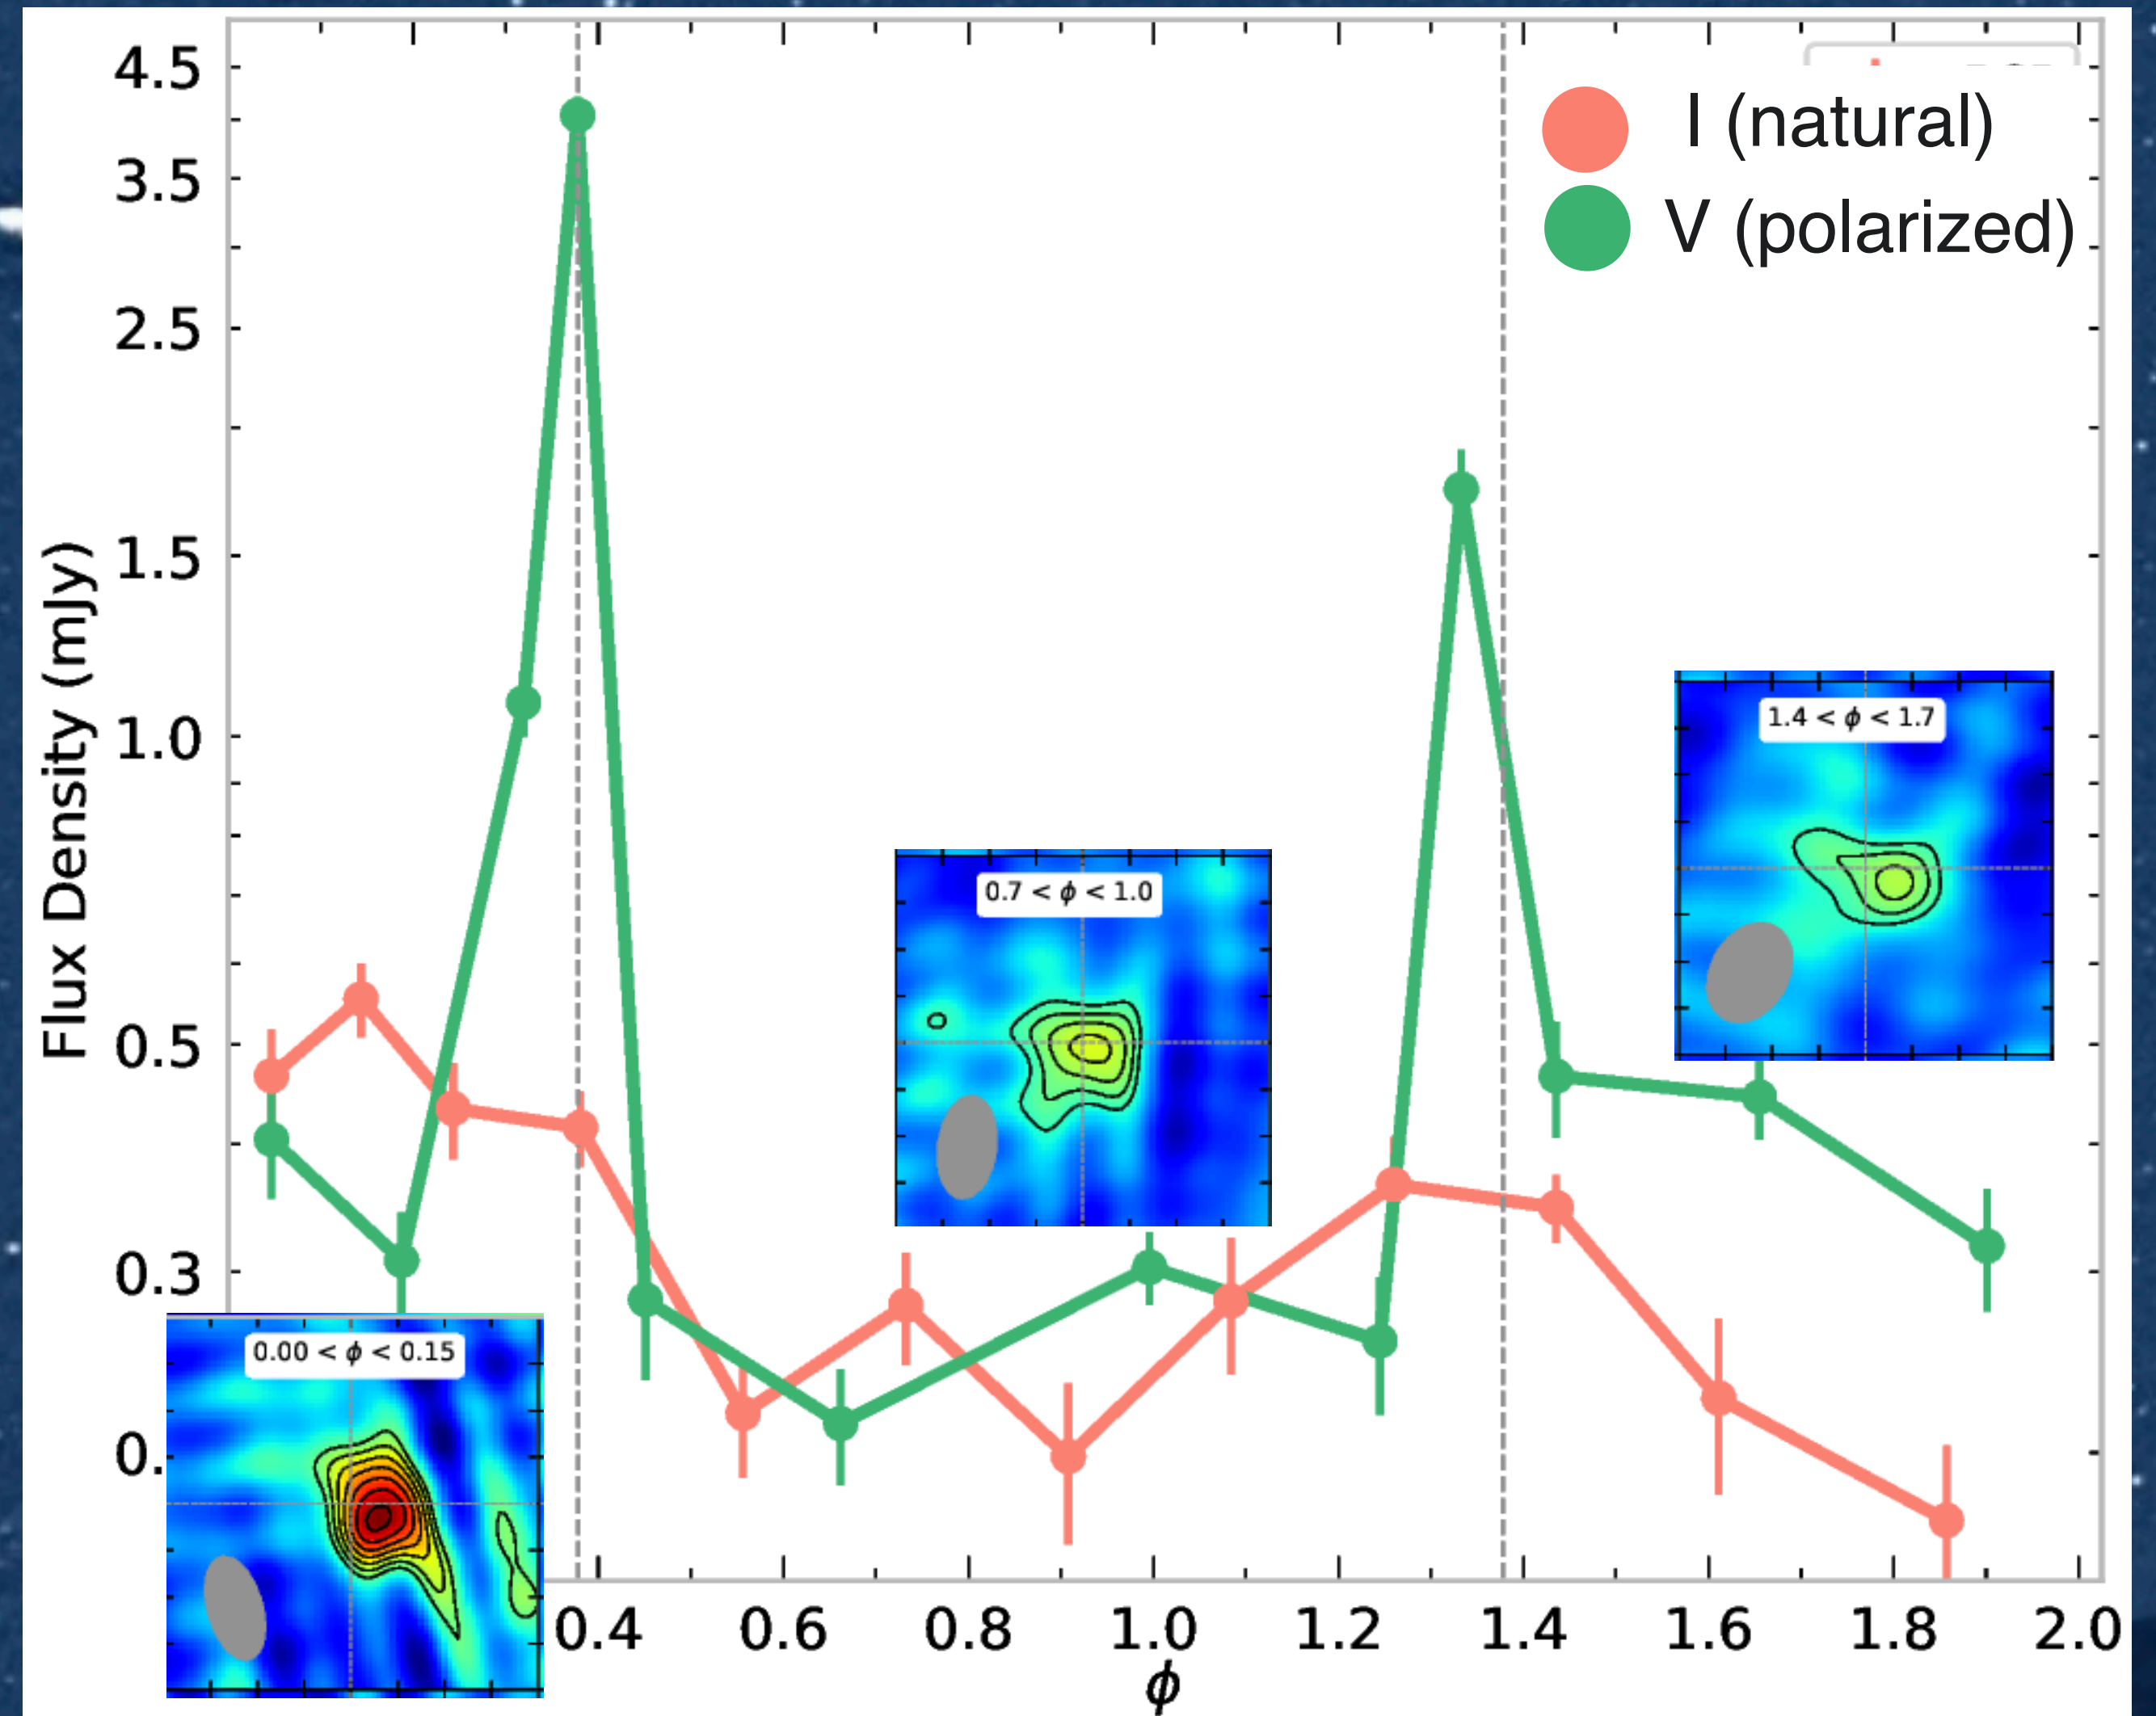 I (natural)
V (polarized)
Flux Density (mJy)
4.5
3.5
2.5
1.5
1.0
0.5
0.3
0.
1.4 < ϕ < 1.7
0.7 < ϕ < 1.0
0.00 < ϕ < 0.15
0.4 0.6 0.8 1.0 1.2 1.4 1.6 1.8 2.0
ϕ